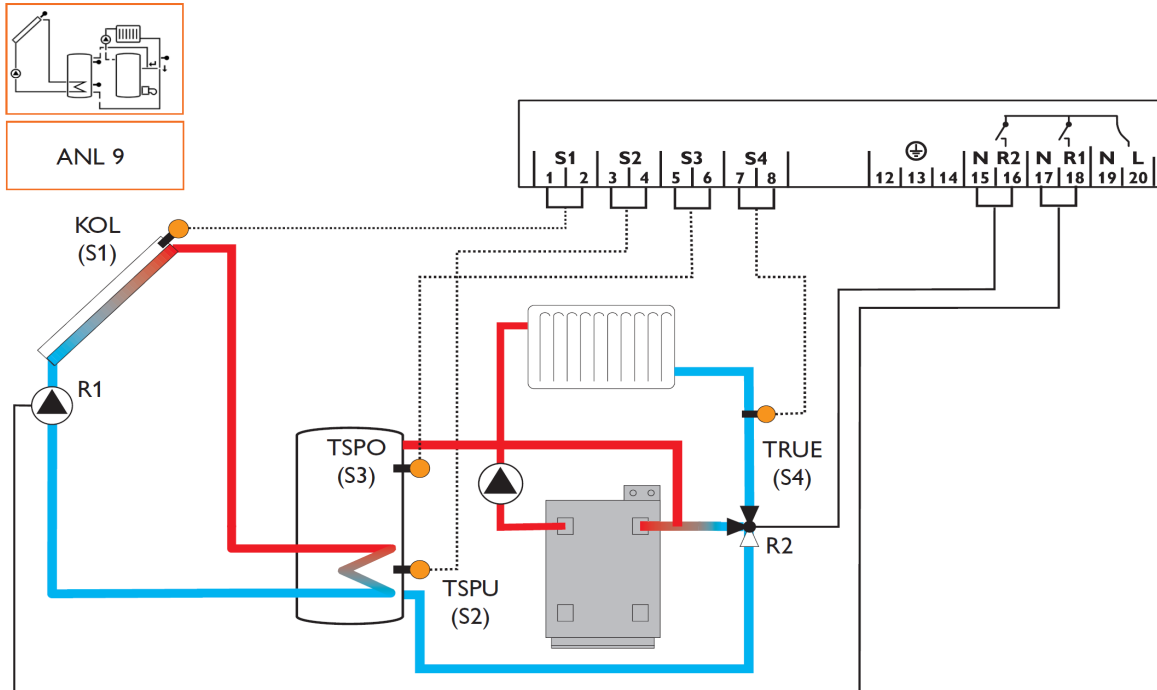 ANL 9
S1 S2 S3 S4 N R2 N R1 N L
1 2 3 4 5 6 7 8 12 13 14 15 16 17 18 19 20
KOL
(S1)
R1
TSPO
(S3)
TRUE
(S4)
R2
TSPU
(S2)